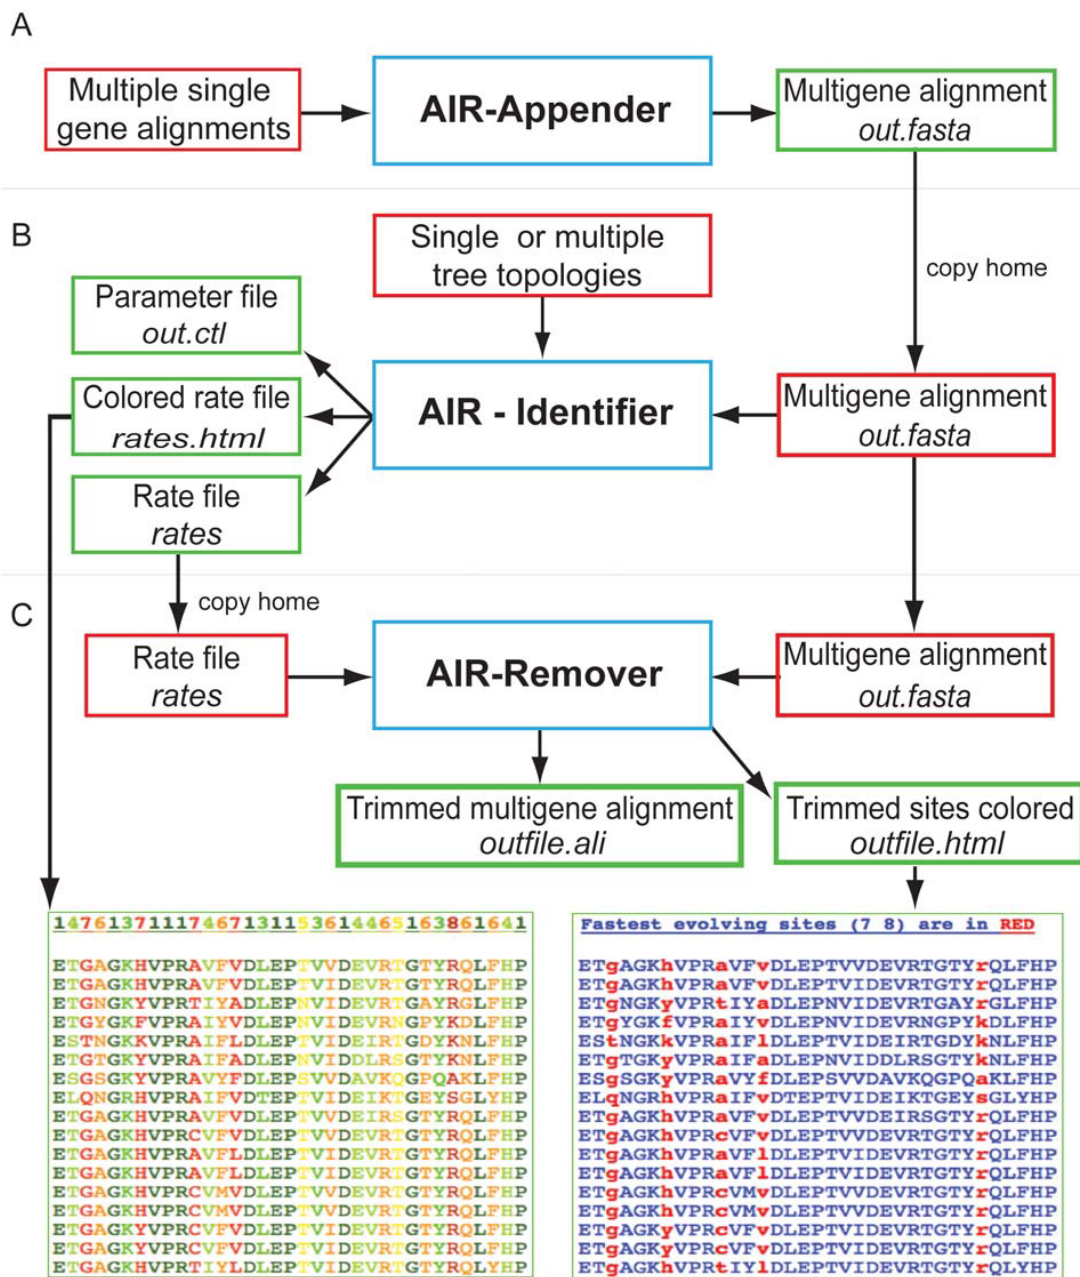 A
Multiple single
gene alignments
AIR-Appender
Multigene alignment
out.fasta
copy home
B
Single or multiple
tree topologies
Parameter file
out.ctl
Colored rate file
rates.html
Rate file
rates
AIR - Identifier
Multigene alignment
out.fasta
copy home
C
Rate file
rates
AIR-Remover
Multigene alignment
out.fasta
Trimmed multigene alignment
outfile.ali
Trimmed sites colored
outfile.html
14761371117467131153614465163861641
ETGAGKHVPRAVFVDLEPTVVDEVRTGTYRQLFHP
ETGAGKHVPRAVFVDLEPTVIDEVRTGTYRQLFHP
ETGNGKYVPRTIYADLEPNVIDEVRTGAYRGLFHP
ETGYGKFVPRAIYVDLEPNVIDEVRNGPYKDLFHP
ESTNGKKVPRAIFLDLEPTVIDEIRTGDYKNLFHP
ETGTGKYVPRAIFADLEPNVIDDLRSGTYKNLFHP
ESGSGKYVPRAVYFDLEPSVVDAVKQGPQAKLFHP
ELQNGRHVPRAIFVDTEPTVIDEIKTGEYSGLYHP
ETGAGKHVPRAVFVDLEPTVVDEIRSGTYRQLFHP
ETGAGKHVPRCVFVDLEPTVIDEVRTGTYRQLFHP
ETGAGKHVPRAVFLDLEPTVIDEVRTGTYRQLFHP
ETGAGKHVPRAVFLDLEPTVIDEVRTGTYRQLFHP
ETGAGKHVPRCVMVDLEPTVVDEVRTGTYRQLFHP
ETGAGKHVPRCVMVDLEPTVVDEVRTGTYRQLFHP
ETGAGKYVPRCVFVDLEPTVIDEVRTGTYRQLFHP
ETGAGKYVPRCVFVDLEPTVIDEVRTGTYRQLFHP
ETGAGKHVPRTIYLDLEPTVIDEVRTGTYRQLFHP
Fastest evolving sites (7 8) are in RED
ETgAGKhVPRaVFvDLEPTVVDEVRTGTYrQLFHP
ETgAGKhVPRaVFvDLEPTVIDEVRTGTYrQLFHP
ETgNGKyVPRtIYaDLEPNVIDEVRTGAYrGLFHP
ETgYGKfVPRaIYvDLEPNVIDEVRNGPYkDLFHP
EStNGKkVPRaIFlDLEPTVIDEIRTGDYkNLFHP
ETgTGKyVPRaIFaDLEPNVIDDLRSGTYkNLFHP
ESgSGKyVPRaVYfDLEPSVVDAVKQGPQaKLFHP
ELqNGRhVPRaIFvDTEPTVIDEIKTGEYsGLYHP
ETgAGKhVPRaVFvDLEPTVVDEIRSGTYrQLFHP
ETgAGKhVPRcVFvDLEPTVIDEVRTGTYrQLFHP
ETgAGKhVPRaVFlDLEPTVIDEVRTGTYrQLFHP
ETgAGKhVPRaVFlDLEPTVIDEVRTGTYrQLFHP
ETgAGKhVPRcVMvDLEPTVVDEVRTGTYrQLFHP
ETgAGKhVPRcVMvDLEPTVVDEVRTGTYrQLFHP
ETgAGKyVPRcVFvDLEPTVIDEVRTGTYrQLFHP
ETgAGKyVPRcVFvDLEPTVIDEVRTGTYrQLFHP
ETgAGKhVPRtIYlDLEPTVIDEVRTGTYrQLYHP